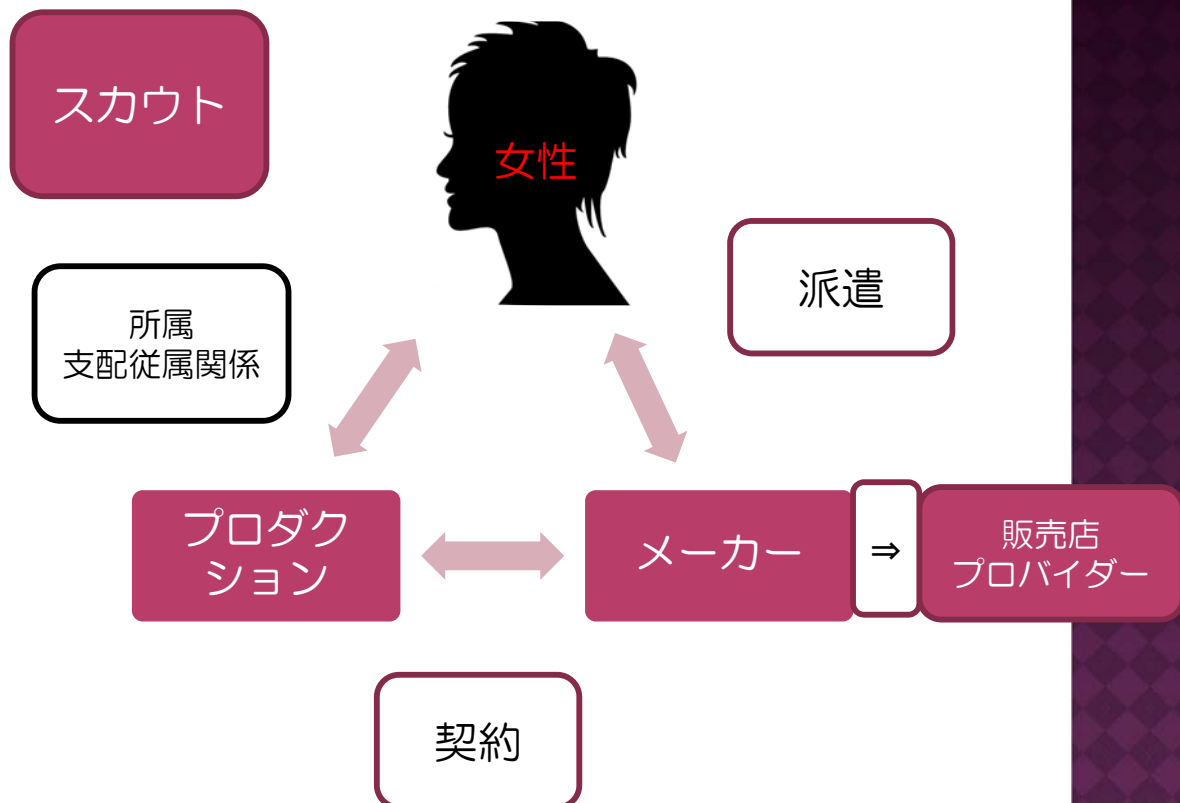 スカウト
女性
派遣
所属
支配従属関係
プロダク
ション
メーカー
⇒
販売店
プロバイダー
契約